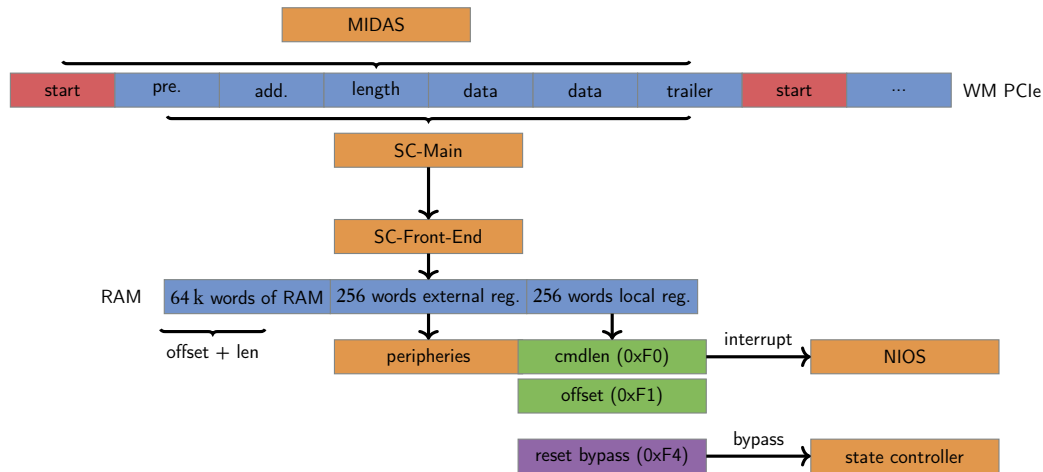 MIDAS
start pre. add. length data data trailer start ... WM PCIe
SC-Main
SC-Front-End
RAM 64 k words of RAM 256 words external reg. 256 words local reg.
offset + len
peripheries cmdlen (0xF0) interrupt NIOS
offset (0xF1)
reset bypass (0xF4) bypass state controller